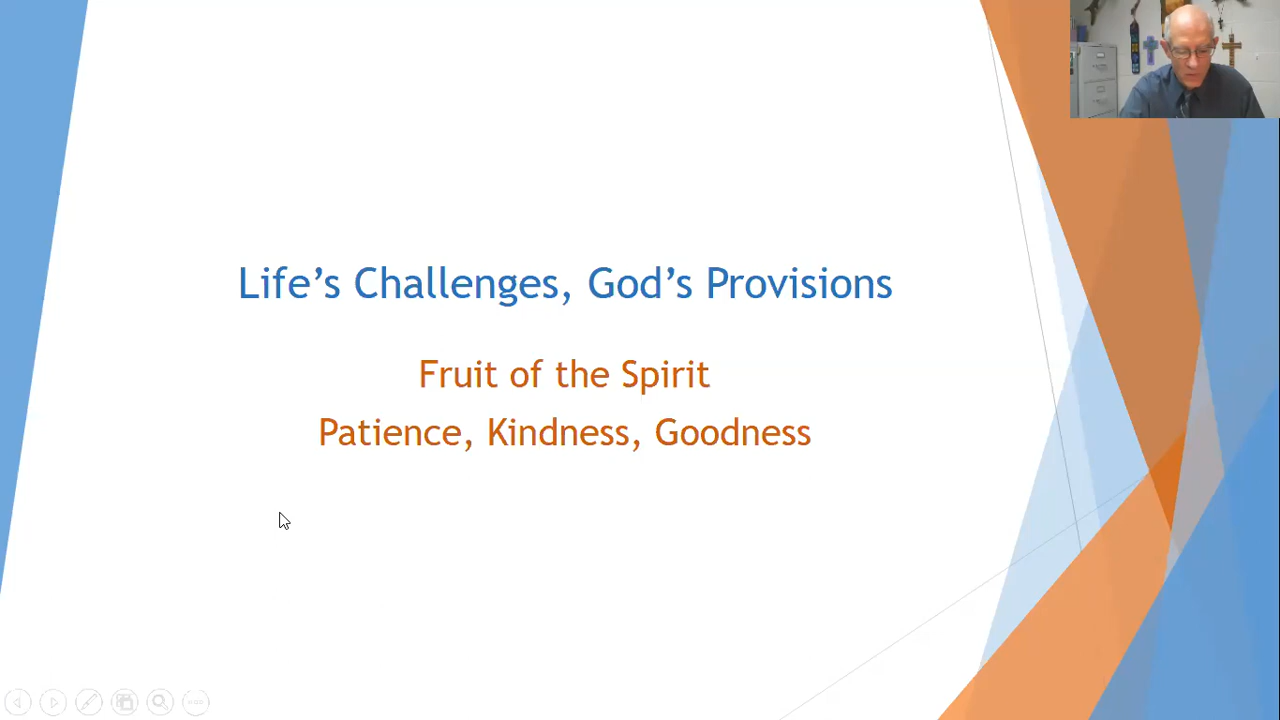 Life’s Challenges, God’s Provisions
Fruit of the Spirit
Patience, Kindness, Goodness